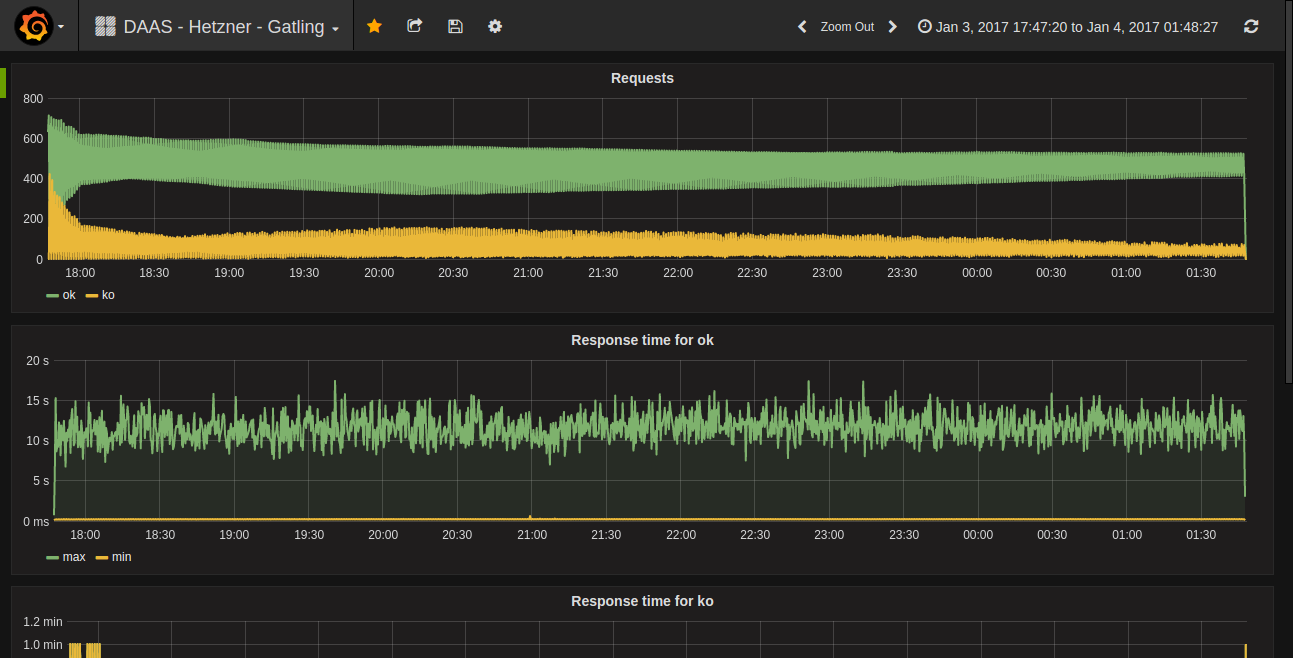 DAAS - Hetzner - Gatling
Zoom Out
Jan 3, 2017 17:47:20 to Jan 4, 2017 01:48:27
Requests
800
600
400
200
0
18:00 18:30 19:00 19:30 20:00 20:30 21:00 21:30 22:00 22:30 23:00 23:30 00:00 00:30 01:00 01:30
ok ko
Response time for ok
20 s
15 s
10 s
5 s
0 ms
18:00 18:30 19:00 19:30 20:00 20:30 21:00 21:30 22:00 22:30 23:00 23:30 00:00 00:30 01:00 01:30
max min
Response time for ko
1.2 min
1.0 min